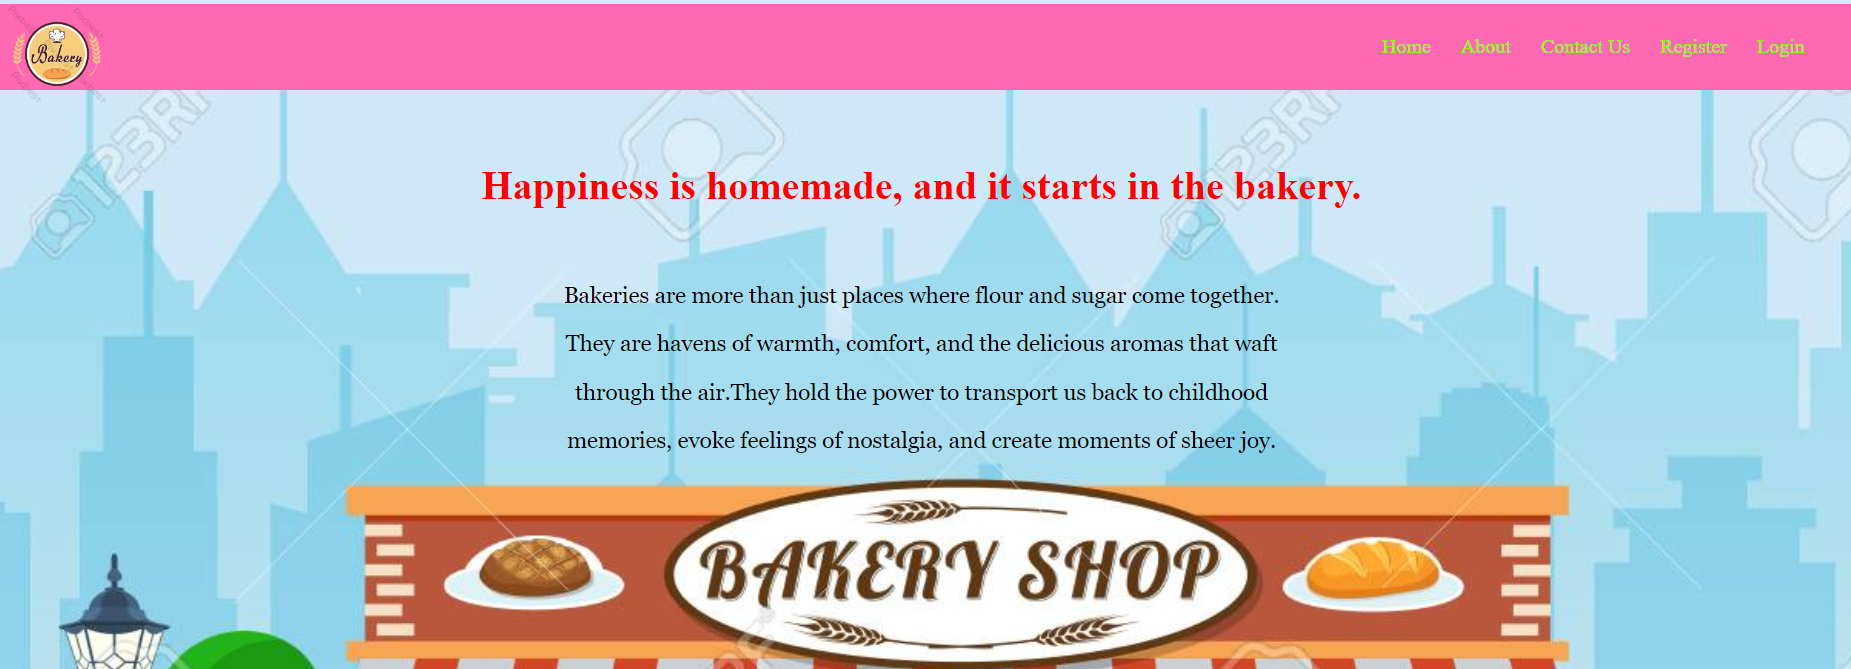 Bakery
Home About Contact Us Register Login
Happiness is homemade, and it starts in the bakery.
Bakeries are more than just places where flour and sugar come together.
They are havens of warmth, comfort, and the delicious aromas that waft
through the air.They hold the power to transport us back to childhood
memories, evoke feelings of nostalgia, and create moments of sheer joy.
BAKERY SHOP